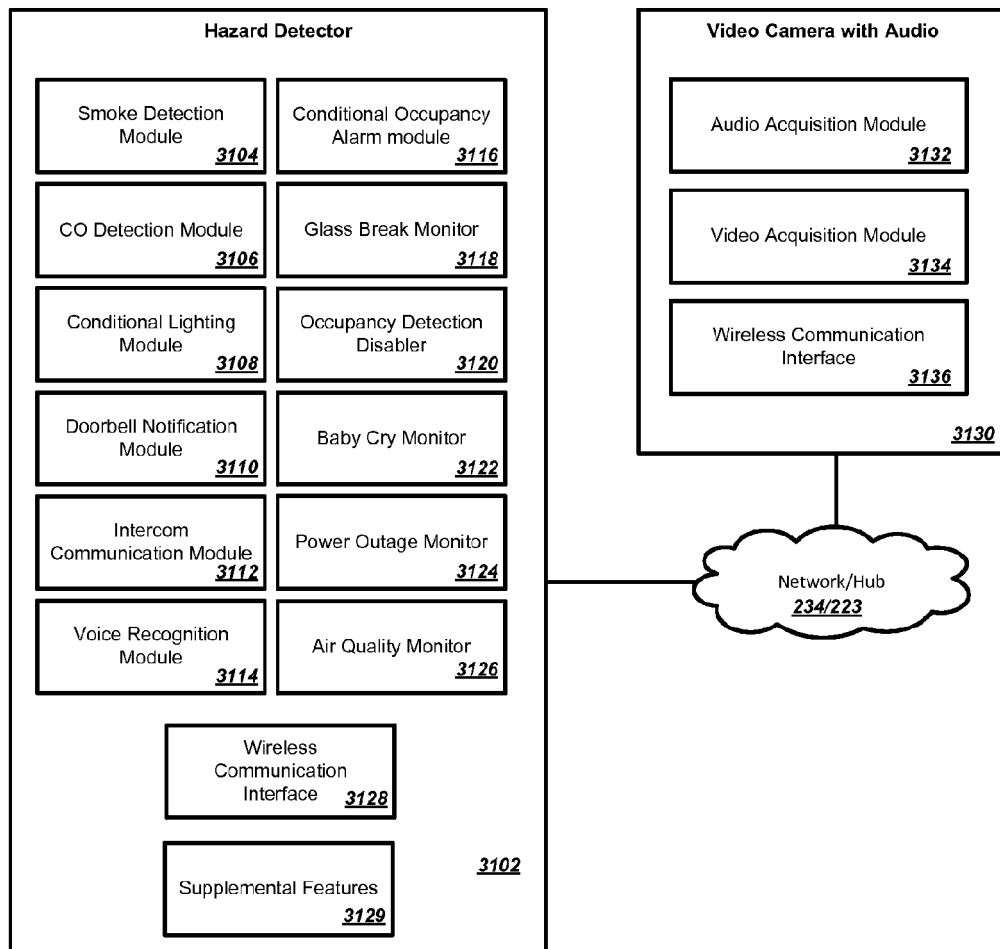 Hazard Detector
Smoke Detection
Module
3104
Conditional Occupancy
Alarm module
3116
CO Detection Module
3106
Glass Break Monitor
3118
Conditional Lighting
Module
3108
Occupancy Detection
Disabler
3120
Doorbell Notification
Module
3110
Baby Cry Monitor
3122
Intercom
Communication Module
3112
Power Outage Monitor
3124
Voice Recognition
Module
3114
Air Quality Monitor
3126
Wireless
Communication
Interface
3128
3102
Supplemental Features
3129
Video Camera with Audio
Audio Acquisition Module
3132
Video Acquisition Module
3134
Wireless Communication
Interface
3136
3130
Network/Hub
234/223